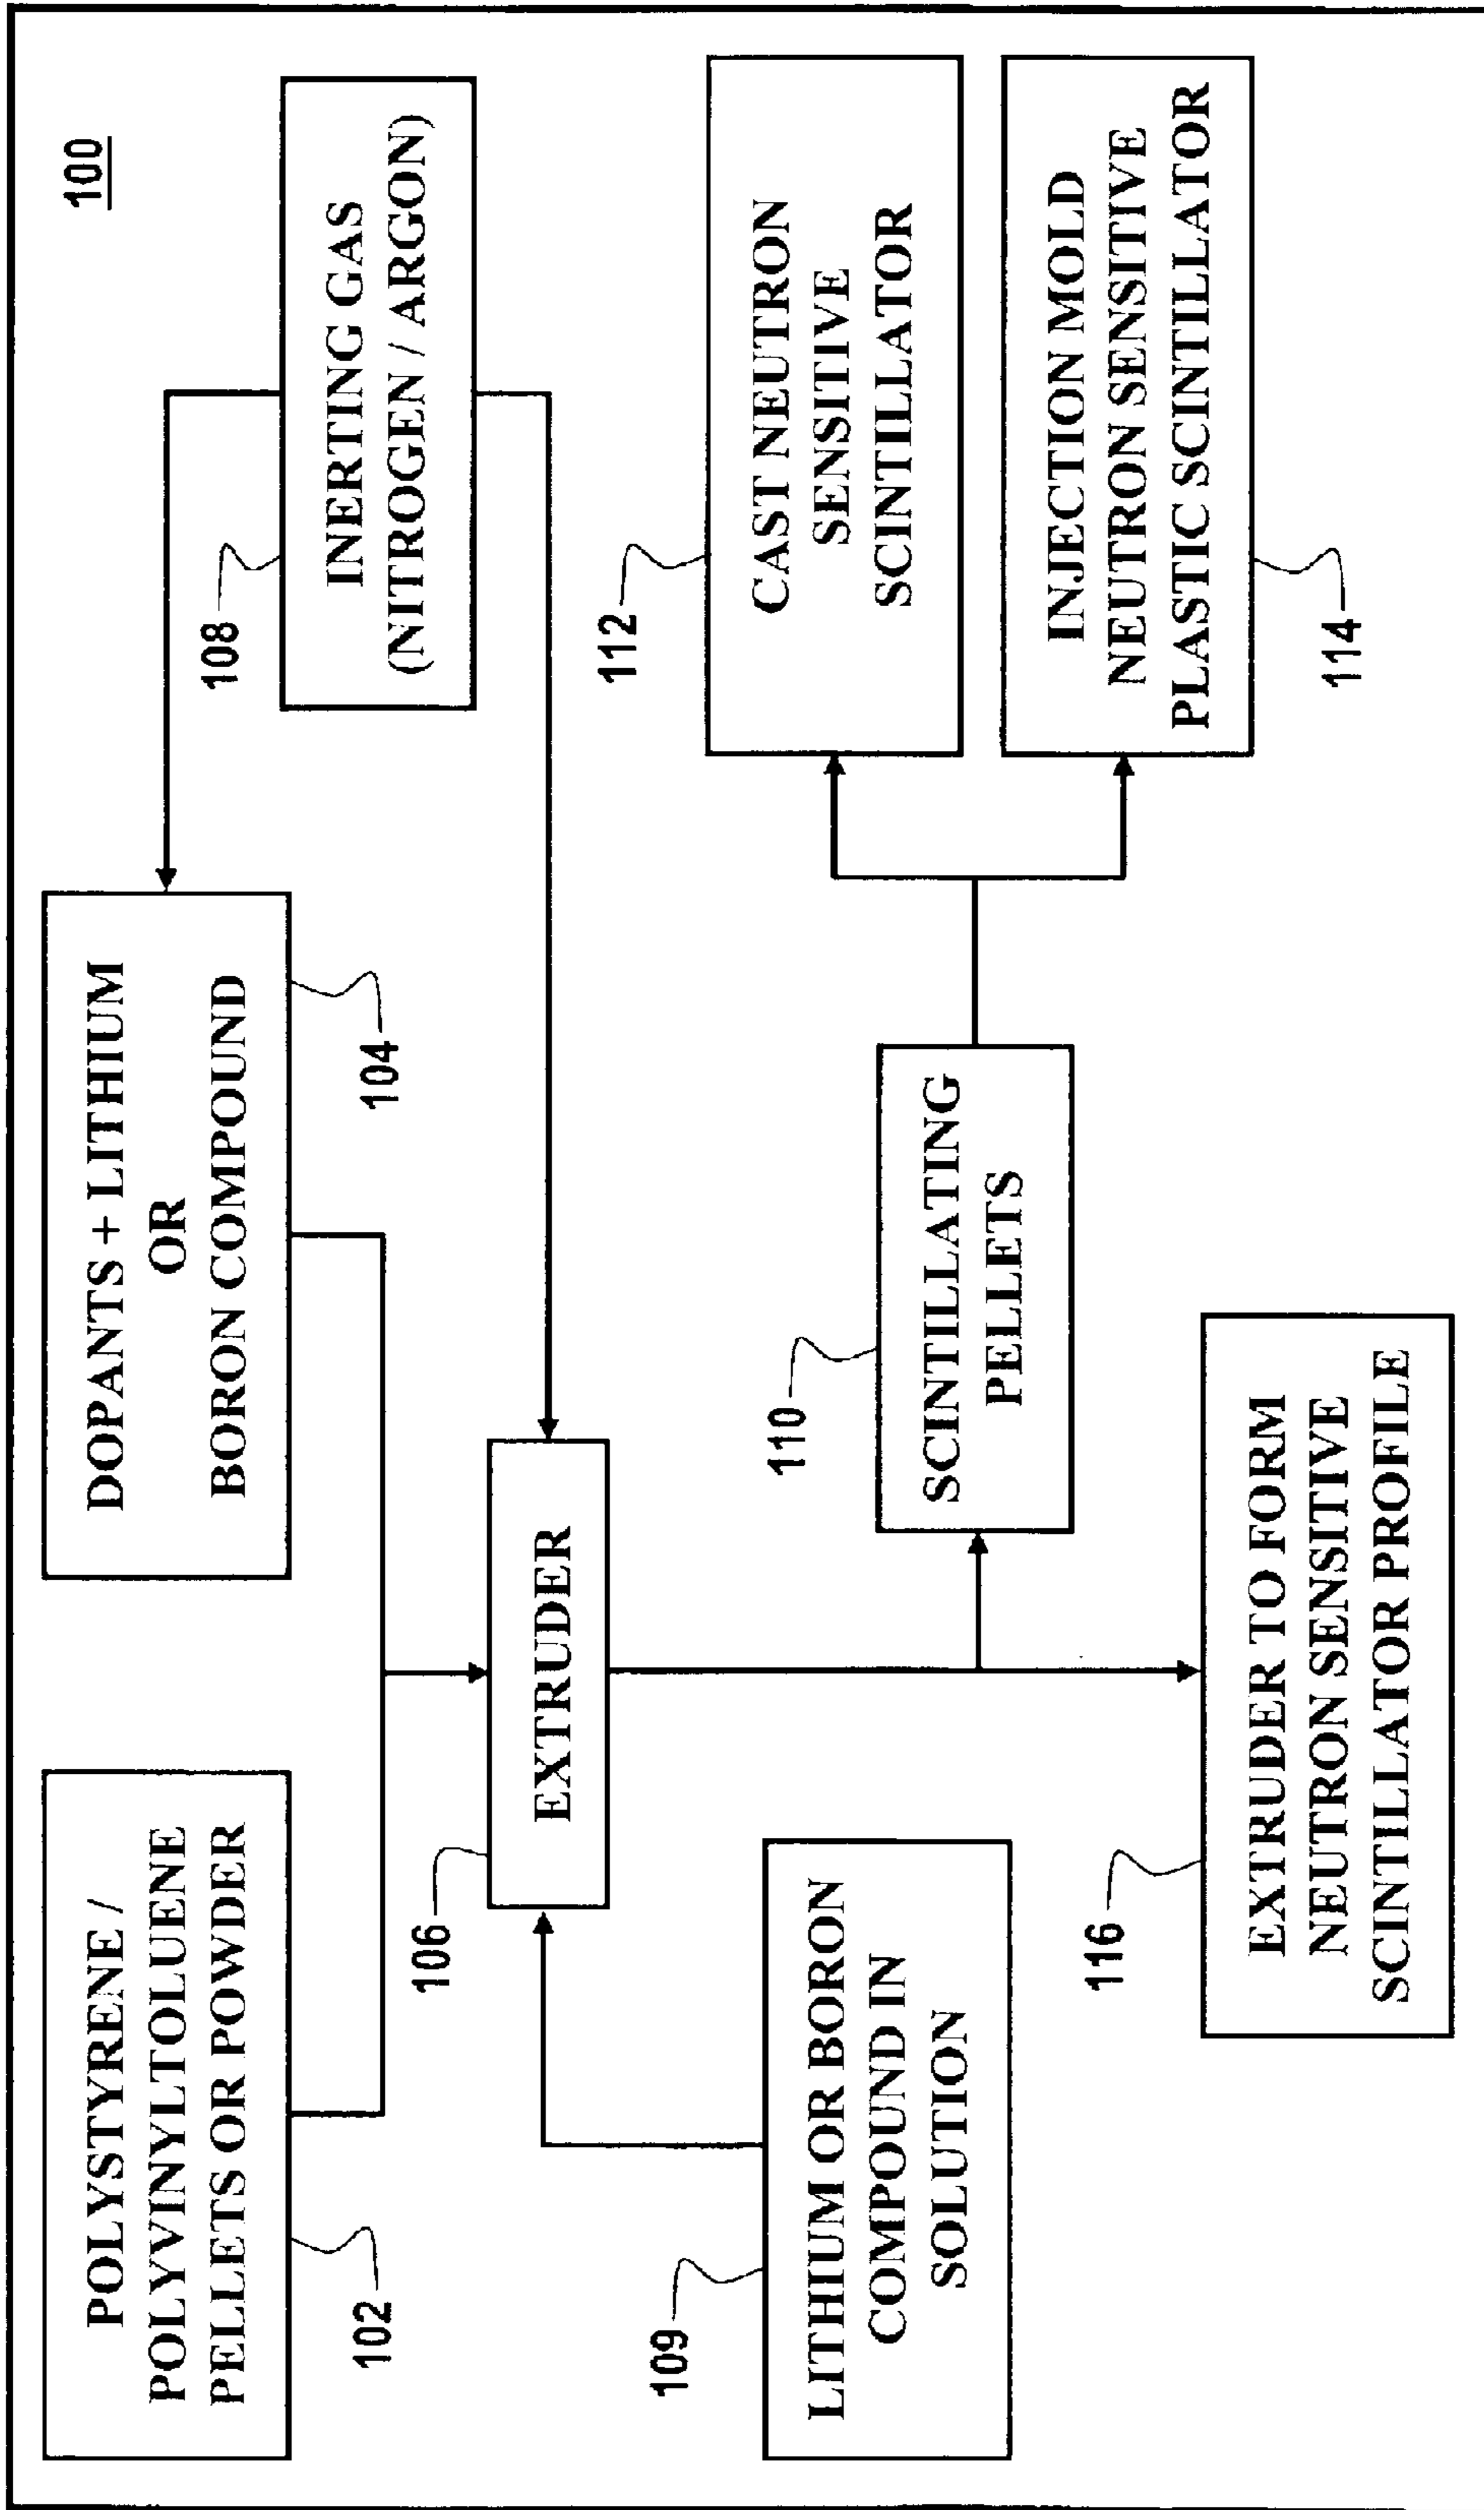 100
POLYSTYRENE /
POLYVINYLTOLUENE
PELLETS OR POWDER
102
DOPANTS + LITHIUM
OR
BORON COMPOUND
104
108
INERTING GAS
(NITROGEN / ARGON)
106
EXTRUDER
109
LITHIUM OR BORON
COMPOUND IN
SOLUTION
110
SCINTILLATING
PELLETS
112
CAST NEUTRON
SENSITIVE
SCINTILLATOR
INJECTION MOLD
NEUTRON SENSITIVE
PLASTIC SCINTILLATOR
114
116
EXTRUDER TO FORM
NEUTRON SENSITIVE
SCINTILLATOR PROFILE